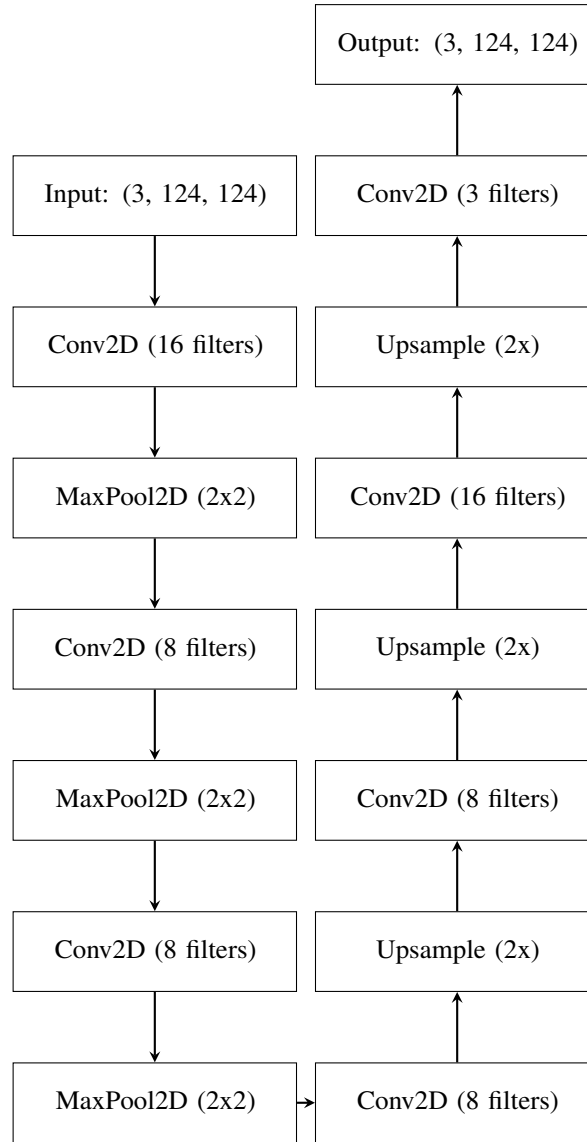 Output: (3, 124, 124)
Input: (3, 124, 124)
Conv2D (3 filters)
Conv2D (16 filters)
Upsample (2x)
MaxPool2D (2x2)
Conv2D (16 filters)
Conv2D (8 filters)
Upsample (2x)
MaxPool2D (2x2)
Conv2D (8 filters)
Conv2D (8 filters)
Upsample (2x)
MaxPool2D (2x2)
Conv2D (8 filters)